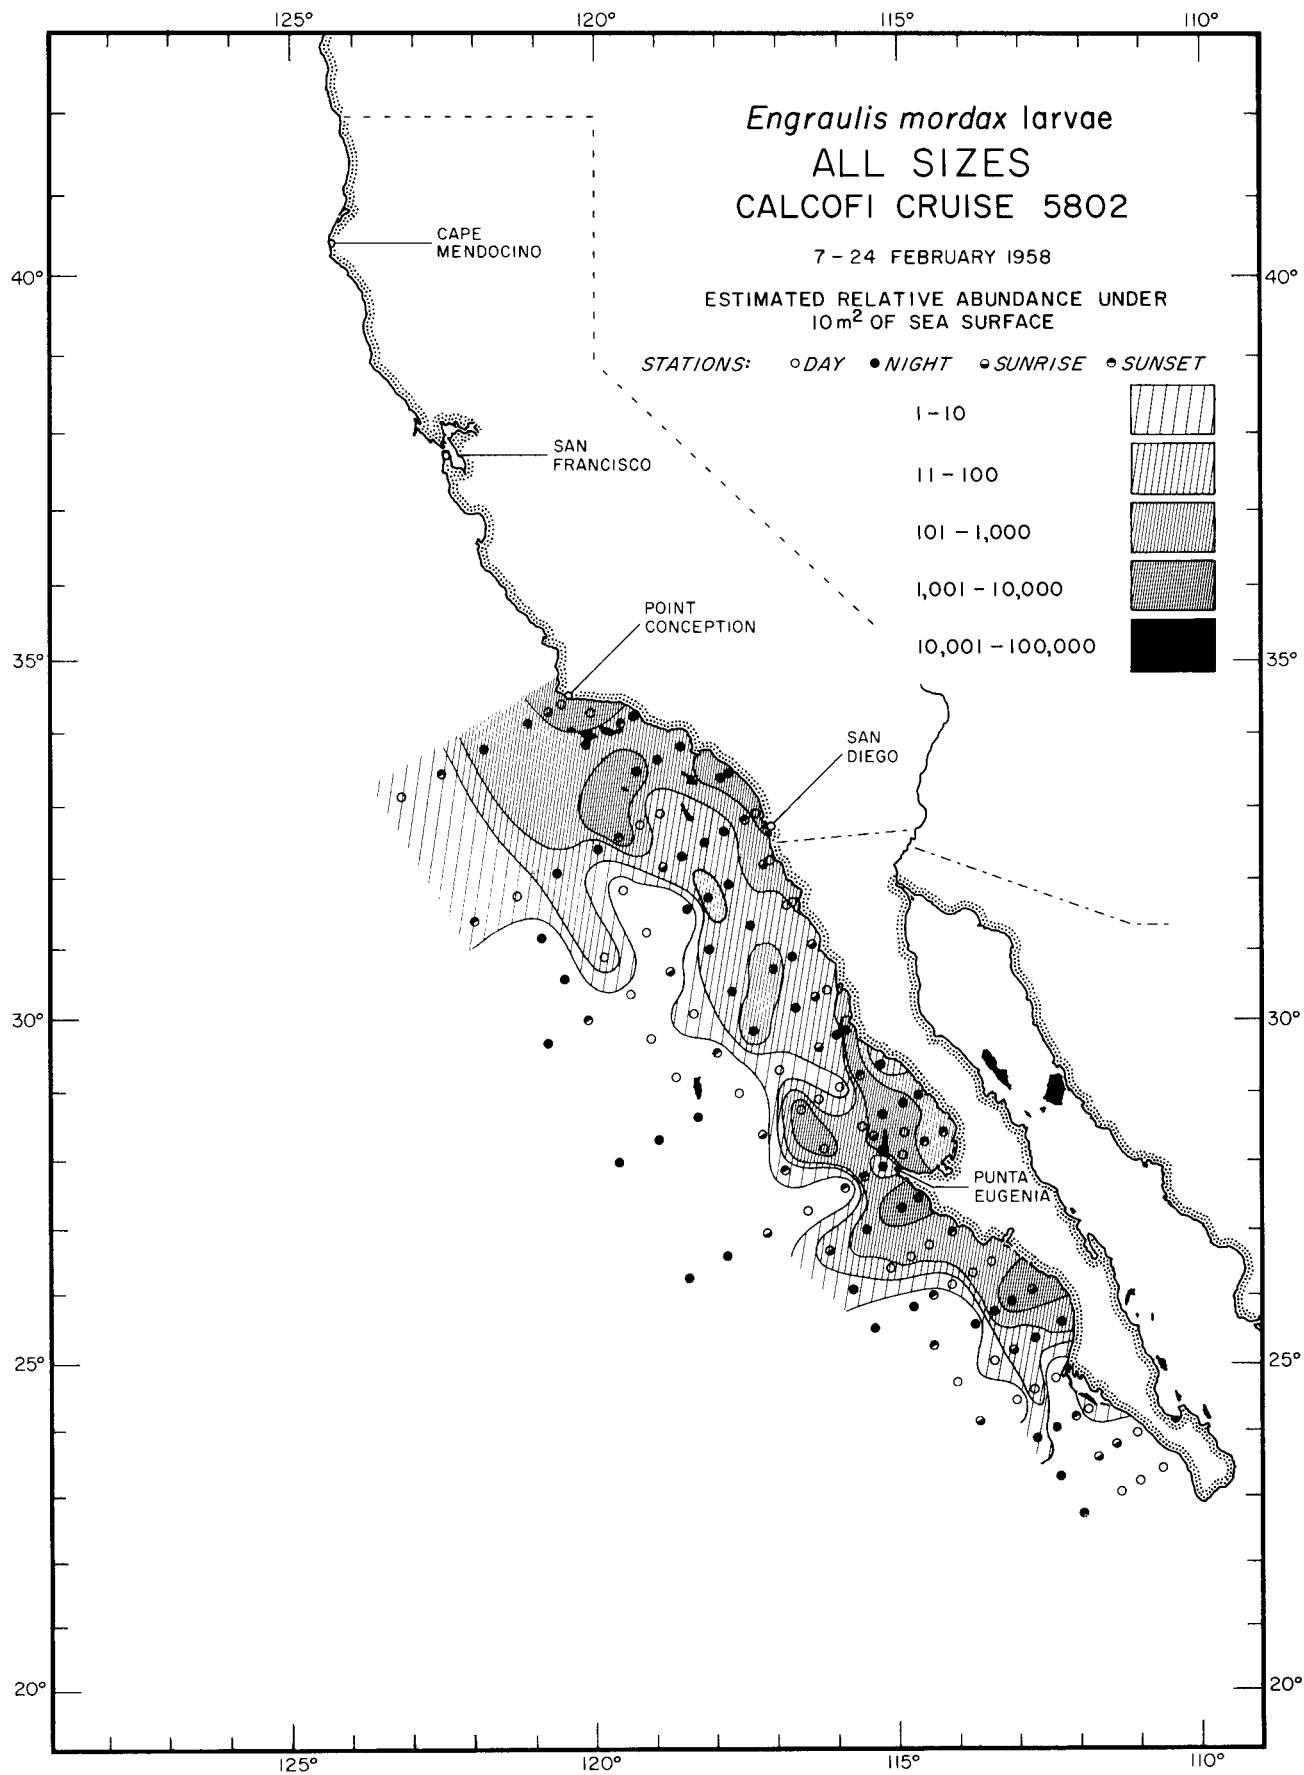 125° 120° 115° 110°
Engraulis mordax larvae
ALL SIZES
CALCOFI CRUISE 5802
7-24 FEBRUARY 1958
ESTIMATED RELATIVE ABUNDANCE UNDER
10m² OF SEA SURFACE
STATIONS: DAY NIGHT SUNRISE SUNSET
1-10
11-100
101-1,000
1,001-10,000
10,001-100,000
CAPE
MENDOCINO
40° 40°
SAN
FRANCISCO
POINT
CONCEPTION
35° 35°
SAN
DIEGO
30° 30°
PUNTA
EUGENIA
25° 25°
20° 20°
125° 120° 115° 110°